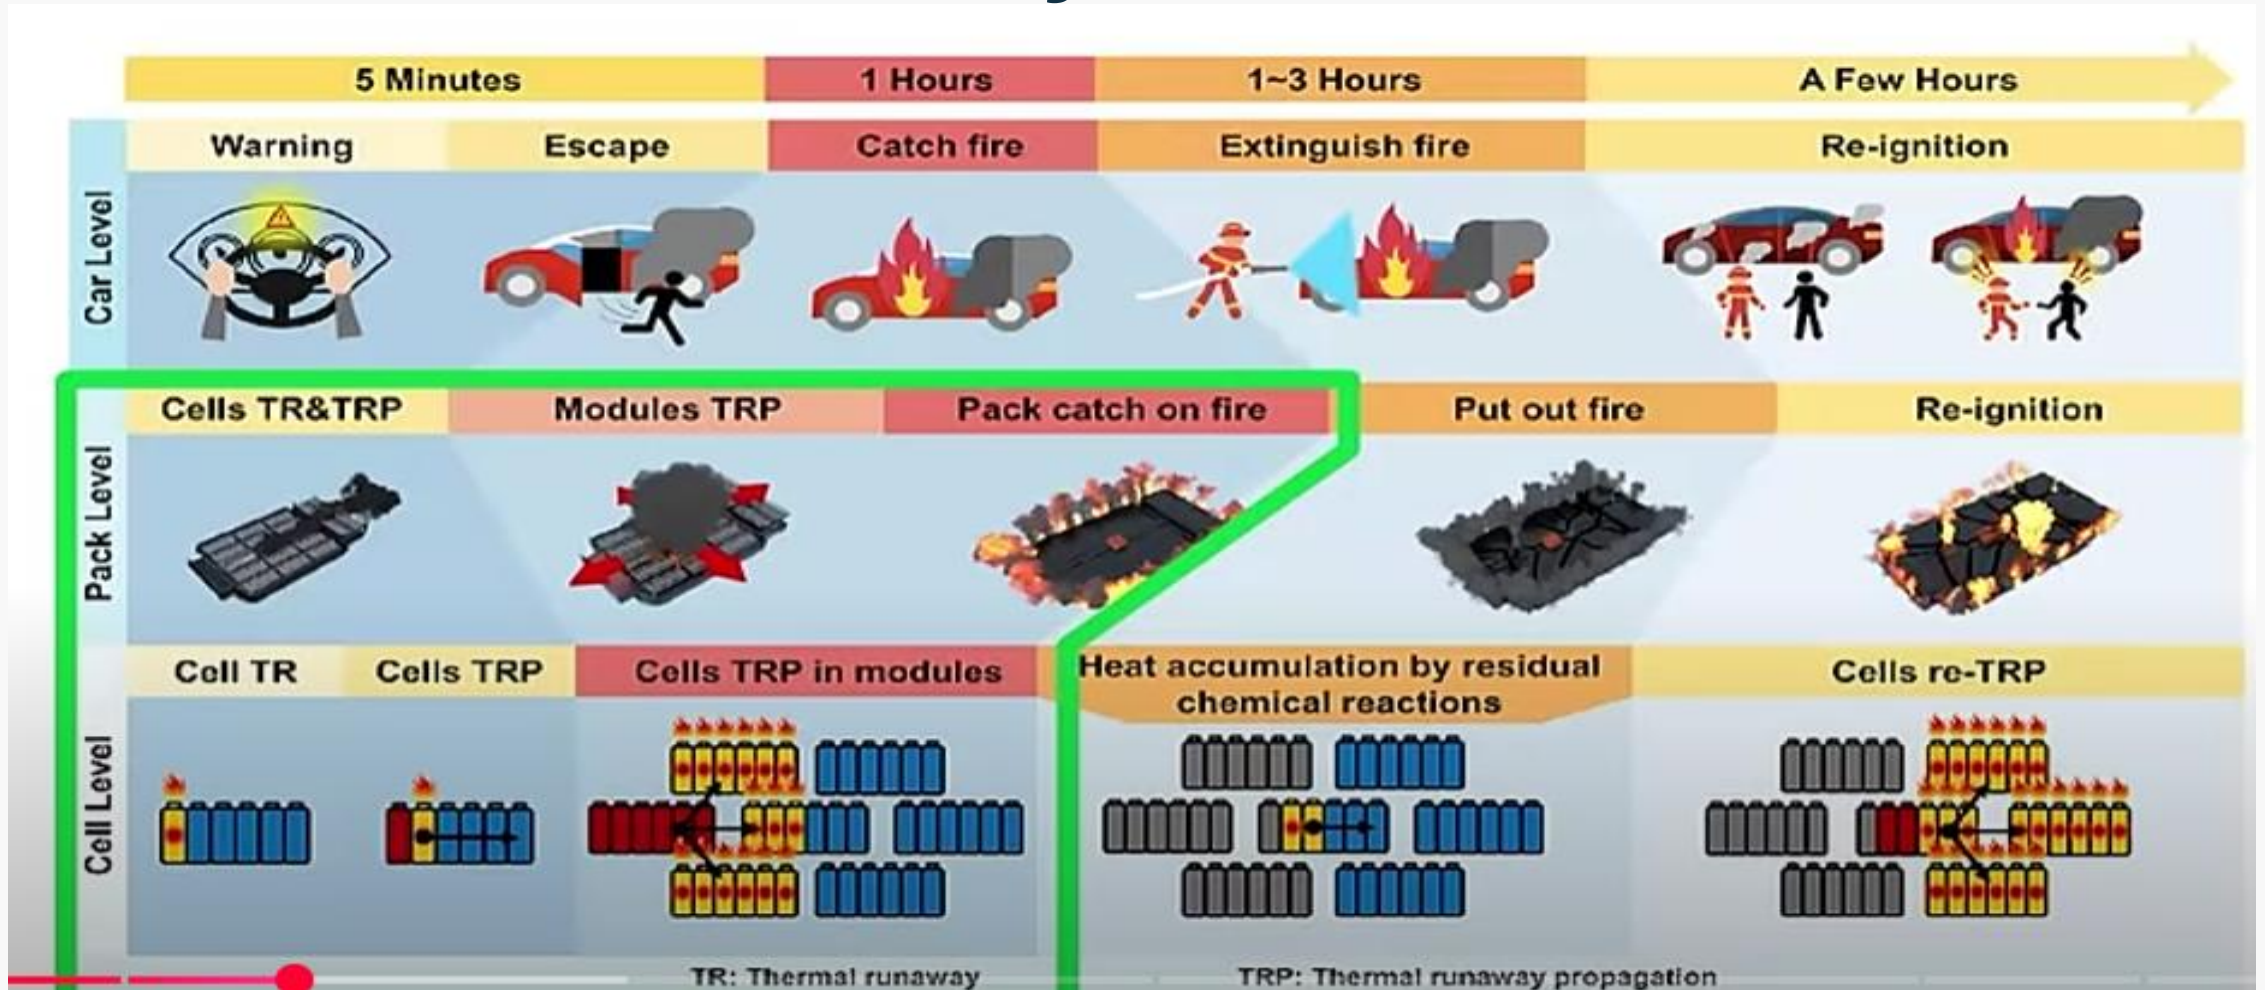 5 Minutes
1 Hours
1~3 Hours
A Few Hours
Warning
Escape
Catch fire
Extinguish fire
Re-ignition
Car Level
Cells TR&TRP
Modules TRP
Pack catch on fire
Put out fire
Re-ignition
Pack Level
Cell TR
Cells TRP
Cells TRP in modules
Heat accumulation by residual
chemical reactions
Cells re-TRP
Cell Level
TR: Thermal runaway
TRP: Thermal runaway propagation